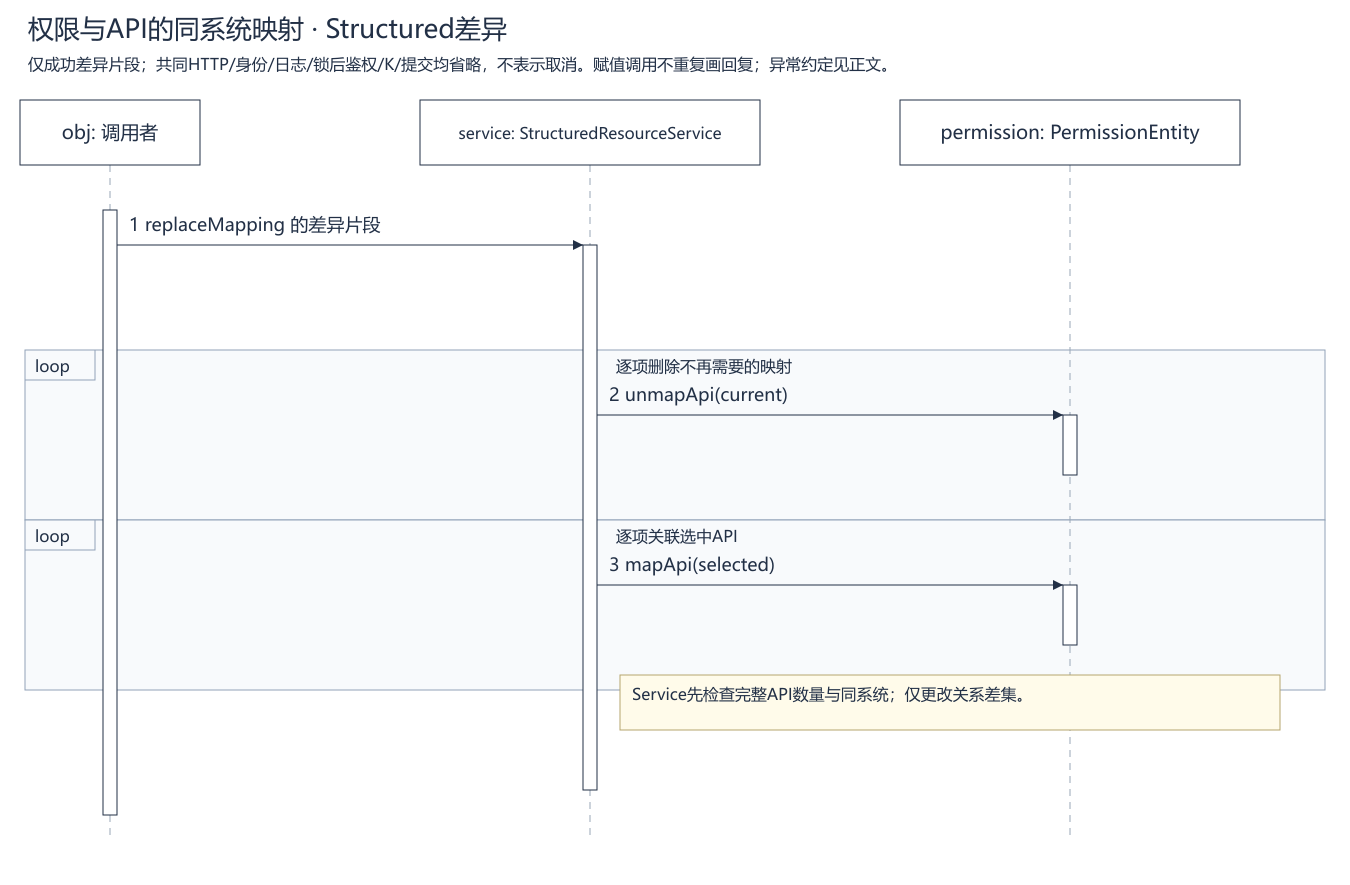 权限与API的同系统映射 · Structured差异
仅成功差异片段；共同HTTP/身份/日志/锁后鉴权/K/提交均省略，不表示取消。赋值调用不重复画回复；异常约定见正文。
obj: 调用者
service: StructuredResourceService
permission: PermissionEntity
1 replaceMapping 的差异片段
loop
逐项删除不再需要的映射
2 unmapApi(current)
loop
逐项关联选中API
3 mapApi(selected)
Service先检查完整API数量与同系统；仅更改关系差集。